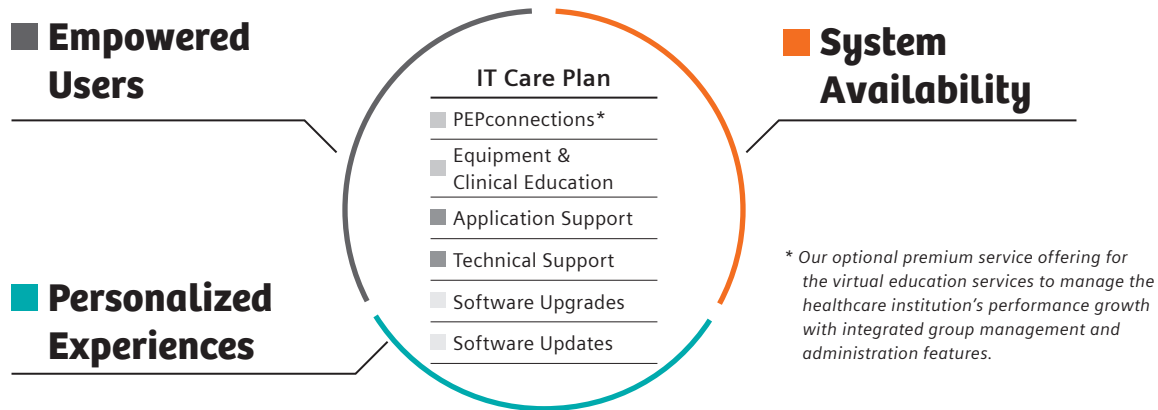 Empowered
Users
System
Availability
IT Care Plan
PEPconnections*
Equipment &
Clinical Education
Application Support
Technical Support
Software Upgrades
Software Updates
Personalized
Experiences
* Our optional premium service offering for
the virtual education services to manage the
healthcare institution's performance growth
with integrated group management and
administration features.